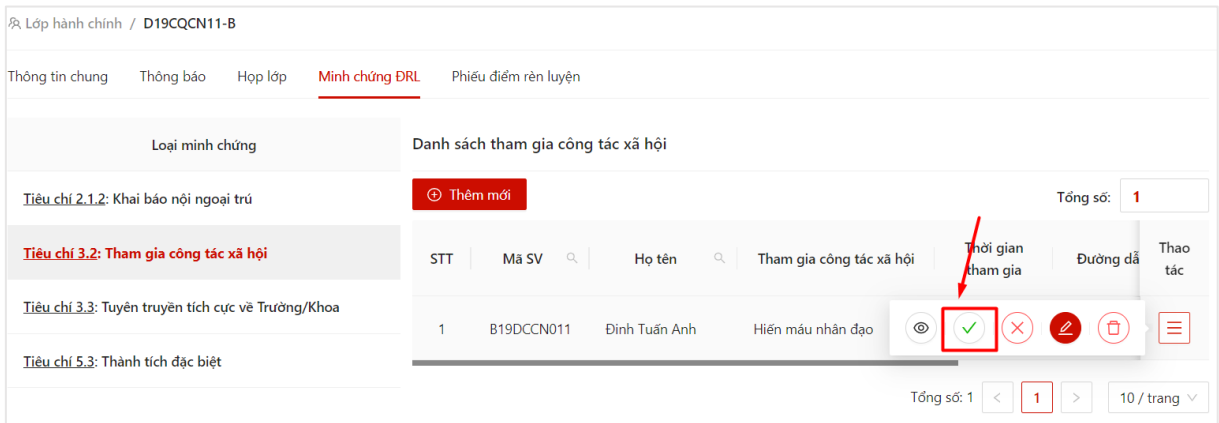 Lớp hành chính / D19CQCN11-B
Thông tin chung Thông báo Họp lớp Minh chứng ĐRL Phiếu điểm rèn luyện
Loại minh chứng
Tiêu chí 2.1.2: Khai báo nội ngoại trú
Tiêu chí 3.2: Tham gia công tác xã hội
Tiêu chí 3.3: Tuyên truyền tích cực về Trường/Khoa
Tiêu chí 5.3: Thành tích đặc biệt
Danh sách tham gia công tác xã hội
Thêm mới
Tổng số: 1
STT Mã SV Họ tên Tham gia công tác xã hội Thời gian tham gia Đường dẫ Thao tác
1 B19DCCN011 Đinh Tuấn Anh Hiến máu nhân đạo
Tổng số: 1 < 1 > 10 / trang